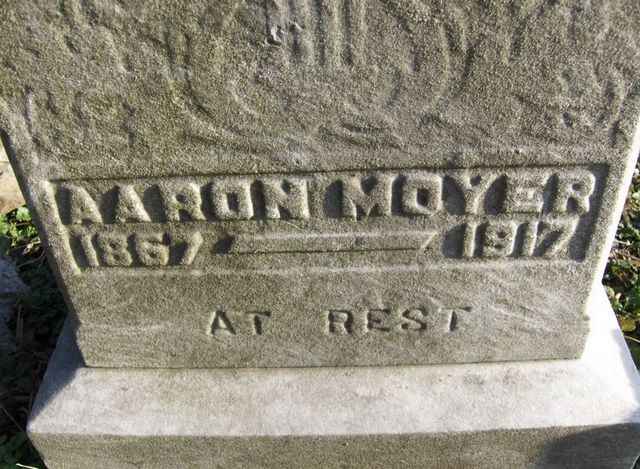 AARON MOYER
1867 1917
AT REST